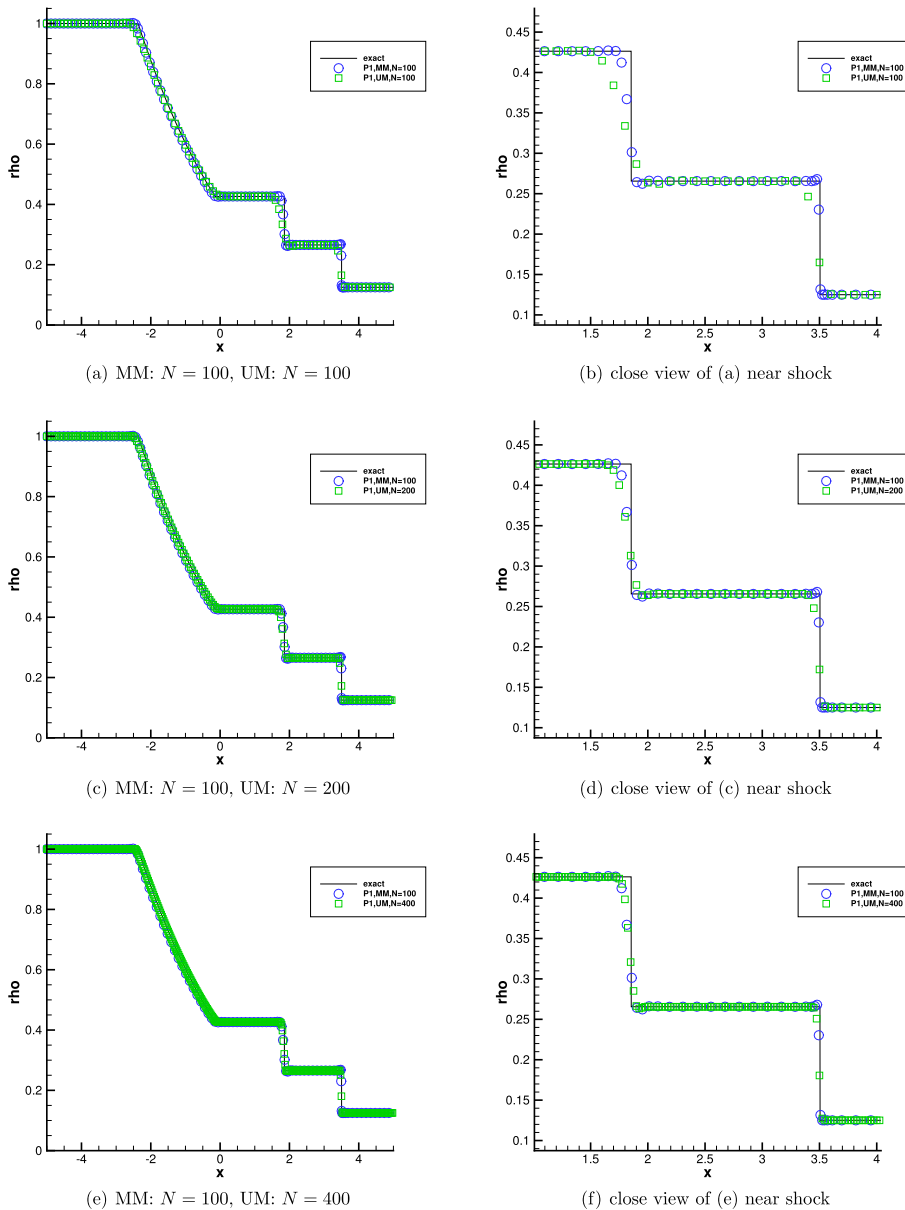 1
0.8
0.6
0.4
0.2
0
rho
-4 -2 0 2 4
x
exact
P1,MM,N=100
P1,UM,N=100
(a) MM: N = 100, UM: N = 100
0.45
0.4
0.35
0.3
0.25
0.2
0.15
0.1
rho
1.5 2 2.5 3 3.5 4
x
exact
P1,MM,N=100
P1,UM,N=100
(b) close view of (a) near shock
1
0.8
0.6
0.4
0.2
0
rho
-4 -2 0 2 4
x
exact
P1,MM,N=100
P1,UM,N=200
(c) MM: N = 100, UM: N = 200
0.45
0.4
0.35
0.3
0.25
0.2
0.15
0.1
rho
1.5 2 2.5 3 3.5 4
x
exact
P1,MM,N=100
P1,UM,N=200
(d) close view of (c) near shock
1
0.8
0.6
0.4
0.2
0
rho
-4 -2 0 2 4
x
exact
P1,MM,N=100
P1,UM,N=400
(e) MM: N = 100, UM: N = 400
0.45
0.4
0.35
0.3
0.25
0.2
0.15
0.1
rho
1.5 2 2.5 3 3.5 4
x
exact
P1,MM,N=100
P1,UM,N=400
(f) close view of (e) near shock